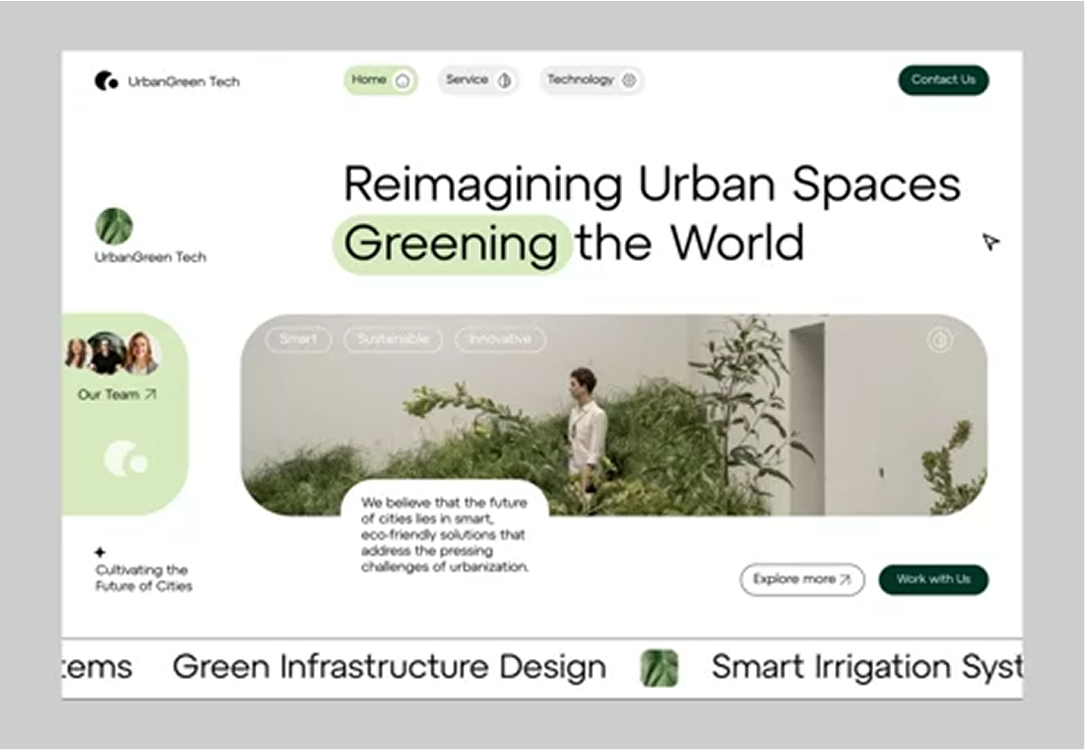 UrbanGreen Tech
Home
Service
Technology
Contact Us
Reimagining Urban Spaces
Greening the World
UrbanGreen Tech
Our Team
Smart
Sustainable
Innovative
We believe that the future
of cities lies in smart,
eco-friendly solutions that
address the pressing
challenges of urbanization.
Cultivating the
Future of Cities
Explore more
Work with Us
tems
Green Infrastructure Design
Smart Irrigation Syst